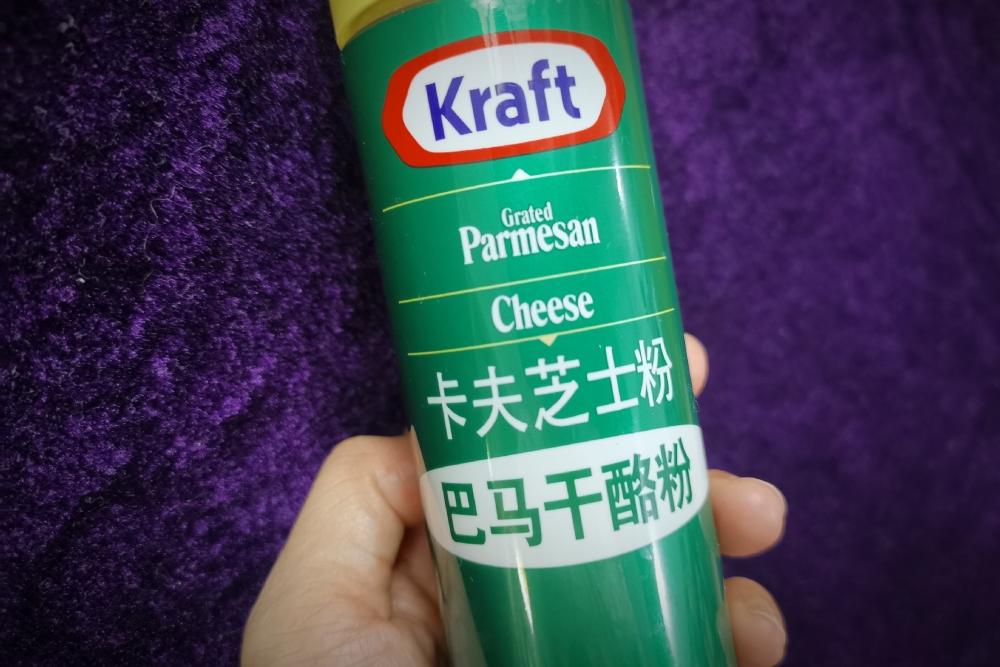 Kraft
Grated
Parmesan
Cheese
卡夫芝士粉
巴马干酪粉